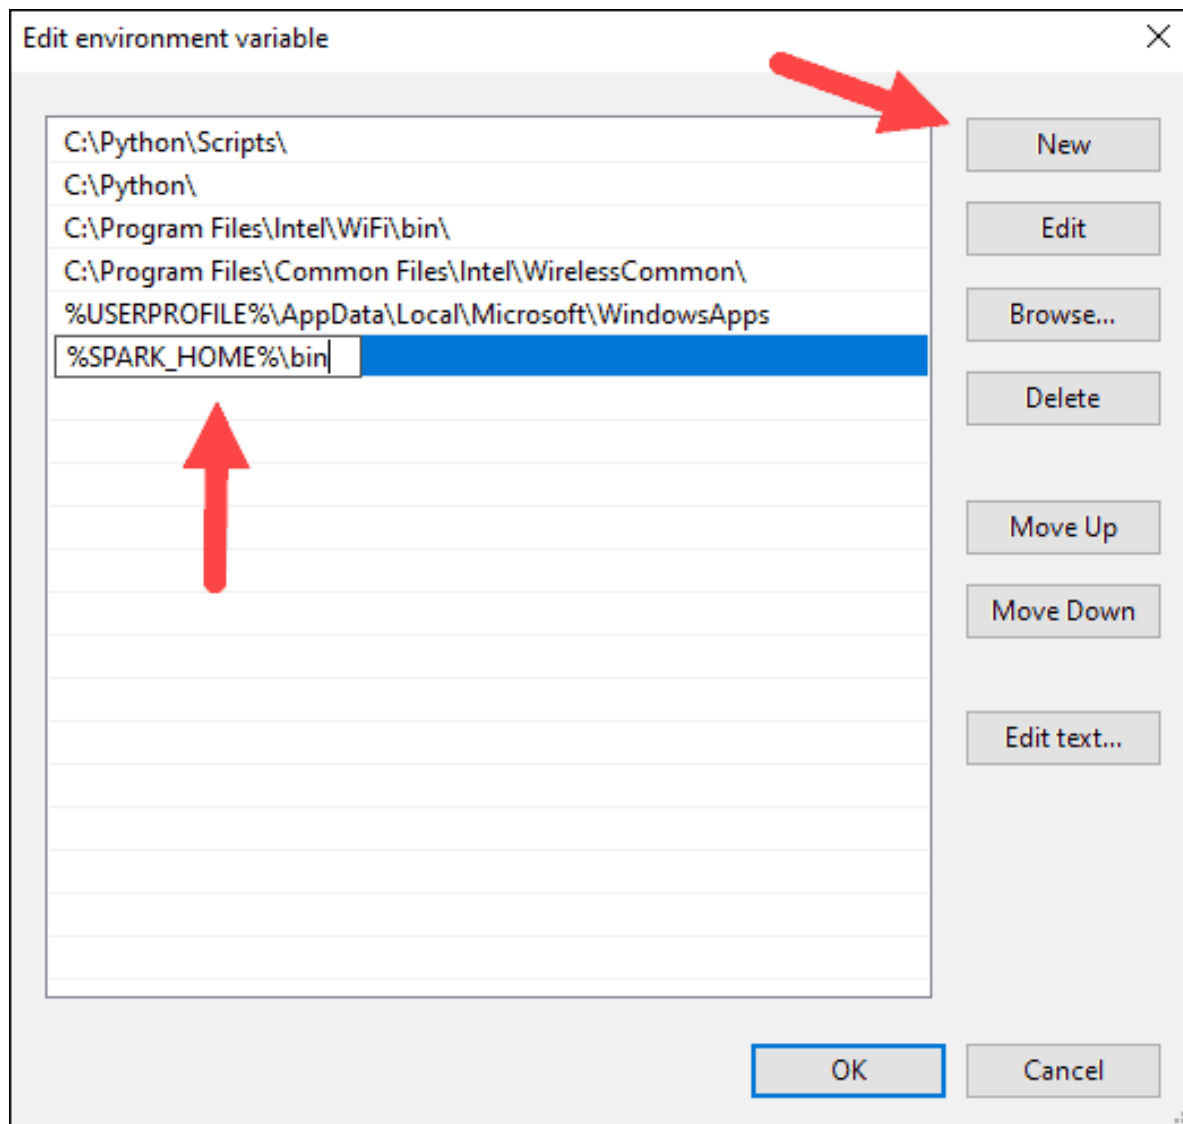 Edit environment variable
C:\Python\Scripts\
New
C:\Python\
C:\Program Files\Intel\WiFi\bin\
Edit
C:\Program Files\Common Files\Intel\WirelessCommon\
%USERPROFILE%\AppData\Local\Microsoft\WindowsApps
Browse...
%SPARK_HOME%\bin
Delete
Move Up
Move Down
Edit text...
OK
Cancel